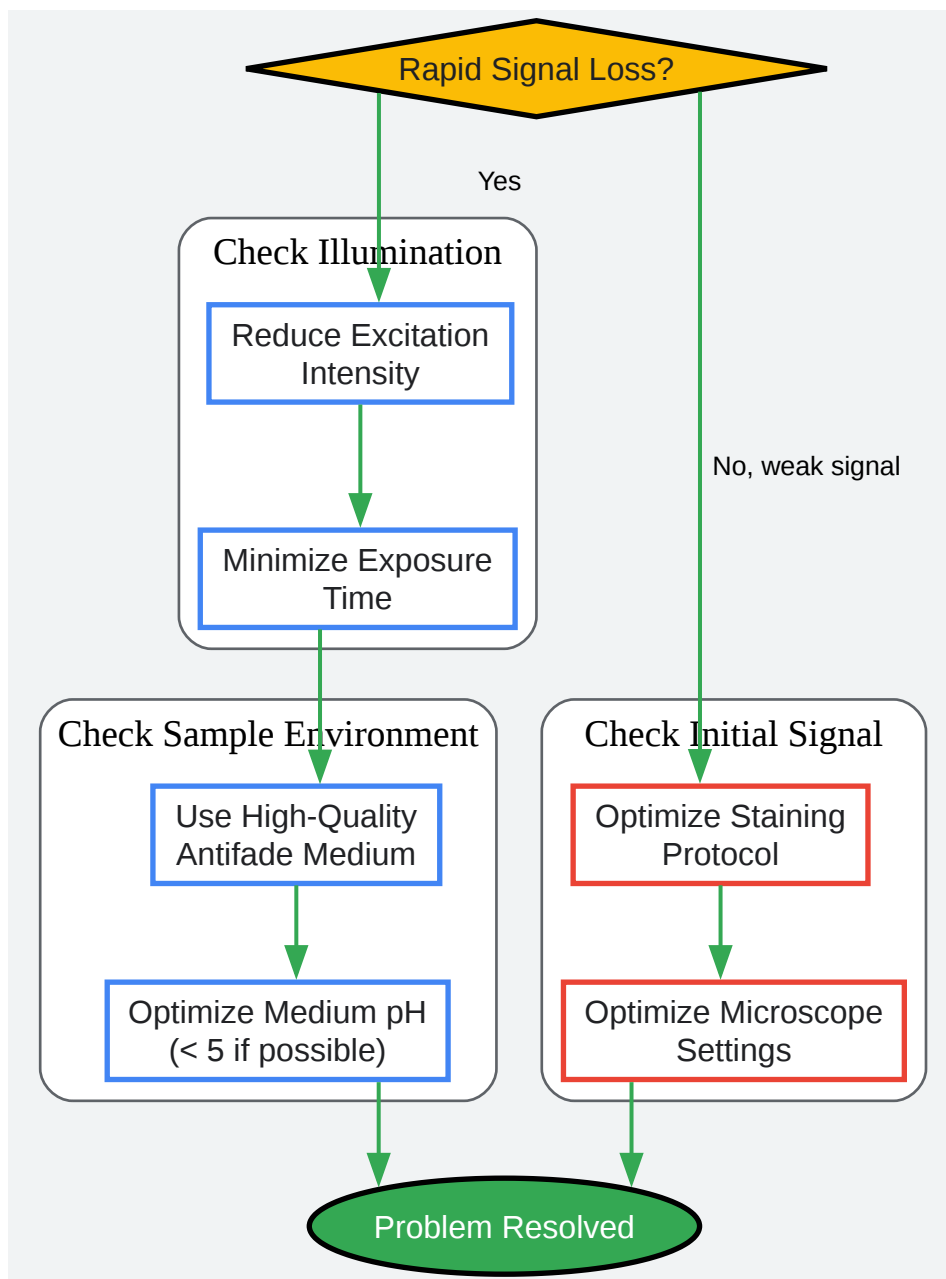 Rapid Signal Loss?
Yes
Check Illumination
Reduce Excitation
Intensity
No, weak signal
Minimize Exposure
Time
Check Sample Environment
Use High-Quality
Antifade Medium
Optimize Medium pH
(< 5 if possible)
Check Initial Signal
Optimize Staining
Protocol
Optimize Microscope
Settings
Problem Resolved